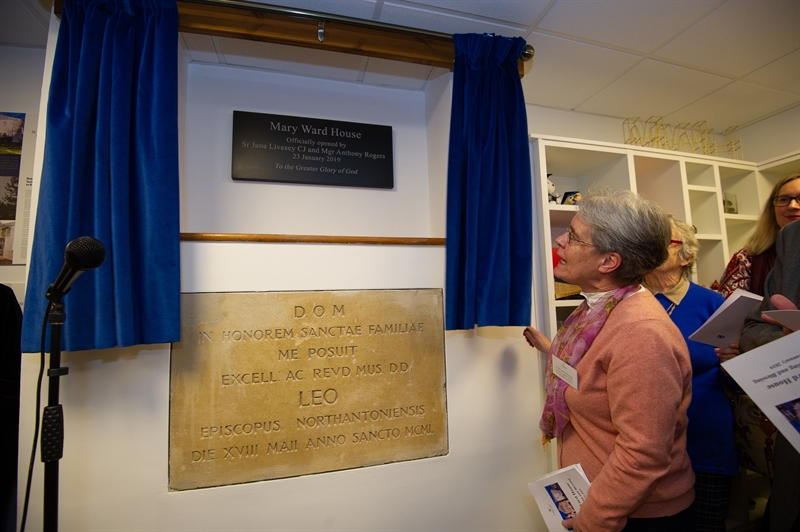 Mary Ward House
Officially opened by
Sr Jane Livesey CJ and Mgr Anthony Rogers
23 January 2019
To the Greater Glory of God
D O M
IN HONOREM SANCTAE FAMILIAE
ME POSUIT
EXCELL AC REVD MUS D.D
LEO
EPISCOPUS NORTHANTONIENSIS
DIE XVIII MAII ANNO SANCTO MCML